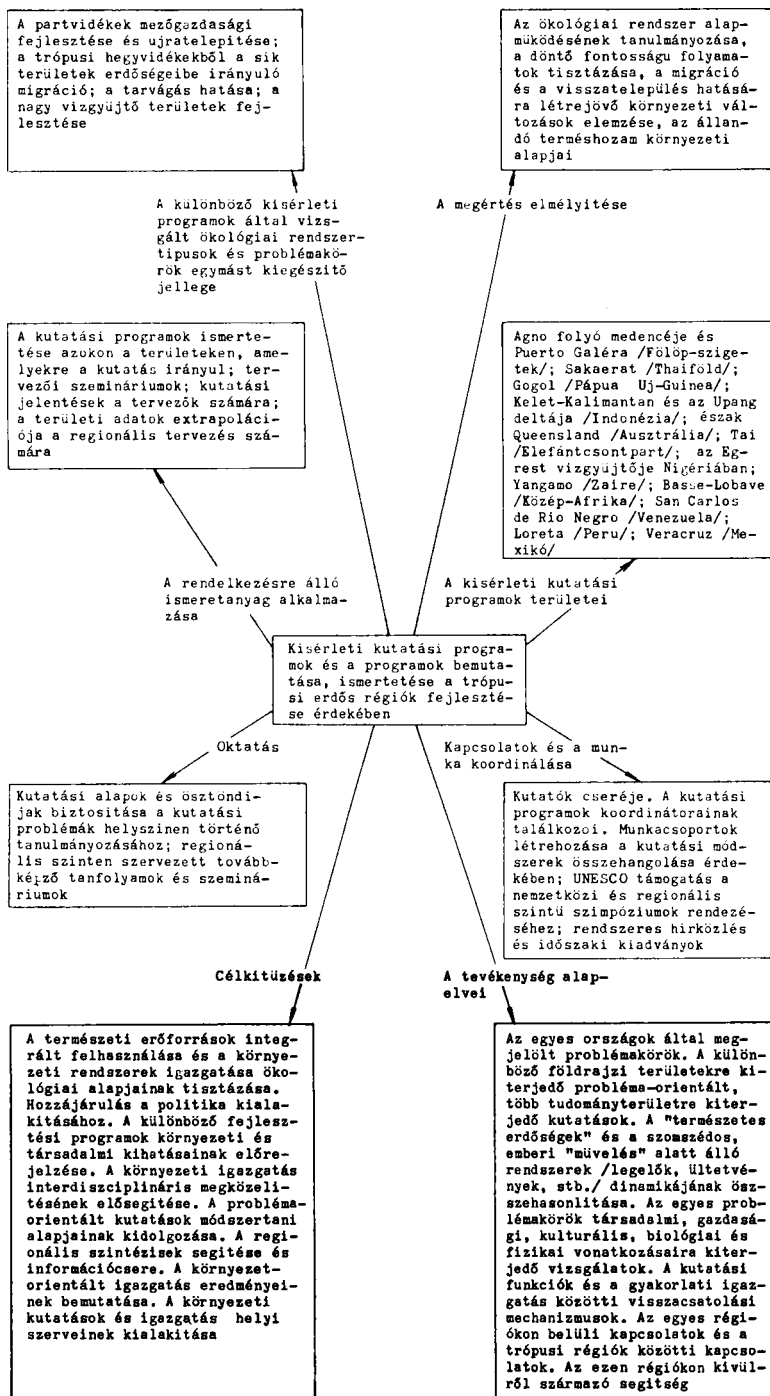 A partvidékek mezőgazdasági
fejlesztése és ujratelepitése;
a trópusi hegyvidékekből a sik
területek erdőségeibe irányuló
migráció; a tarvágás hatása; a
nagy vizgyüjtő területek fej-
lesztése
Az ökológiai rendszer alap-
müködésének tanulmányozása,
a döntő fontosságu folyama-
tok tisztázása, a migráció
és a visszatelepülés hatásá-
ra létrejövő környezeti vál-
tozások elemzése, az állan-
dó terméshozam környezeti
alapjai
A különböző kisérleti
programok által vizs-
gált ökológiai rendszer-
tipusok és problémakö-
rök egymást kiegészitő
jellege
A megértés elmélyitése
A kutatási programok ismerte-
tése azokon a területeken, ame-
lyekre a kutatás irányul; ter-
vezői szemináriumok; kutatási
jelentések a tervezők számára;
a területi adatok extrapoláci-
ója a regionális tervezés szá-
mára
Agno folyó medencéje és
Puerto Galéra /Fölöp-szige-
tek/; Sakaerat /Thaiföld/;
Gogol /Pápua Uj-Guinea/;
Kelet-Kalimantan és az Upang
deltája /Indonézia/; észak
Queensland /Ausztrália/; Tai
/Elefántcsontpart/; az Eg-
rest vizgyüjtője Nigériában;
Yangamo /Zaire/; Basse-Lobave
/Közép-Afrika/; San Carlos
de Rio Negro /Venezuela/;
Loreta /Peru/; Veracruz /Me-
xikó/
A rendelkezésre álló
ismeretanyag alkalma-
zása
A kisérleti kutatási
programok területei
Kisérleti kutatási progra-
mok és a programok bemuta-
tása, ismertetése a trópu-
si erdős régiók fejleszté-
se érdekében
Oktatás
Kapcsolatok és a mun-
ka koordinálása
Kutatási alapok és ösztöndi-
jak biztositása a kutatási
problémák helyszinen történő
tanulmányozásához; regioná-
lis szinten szervezett tovább-
képző tanfolyamok és szeminá-
riumok
Kutatók cseréje. A kutatási
programok koordinátorainak
találkozoi. Munkacsoportok
létrehozása a kutatási mód-
szerek összehangolása érde-
kében; UNESCO támogatás a
nemzetközi és regionális
szintü szimpóziumok rendezé-
séhez; rendszeres hirközlés
és időszaki kiadványok
Célkitüzések
A tevékenység alap-
elvei
A természeti erőforrások integ-
rált felhasználása és a környe-
zeti rendszerek igazgatása öko-
lógiai alapjainak tisztázása.
Hozzájárulás a politika kiala-
kitásához. A különböző fejlesz-
tési programok környezeti és
társadalmi kihatásainak előre-
jelzése. A környezeti igazgatás
interdiszciplináris megközeli-
tésének elősegitése. A probléma-
orientált kutatások módszertani
alapjainak kidolgozása. A regi-
onális szintézisek segitése és
információcsere. A környezet-
orientált igazgatás eredményei-
nek bemutatása. A környezeti
kutatások és igazgatás helyi
szerveinek kialakitása
Az egyes országok által meg-
jelölt problémakörök. A külön-
böző földrajzi területekre ki-
terjedő probléma-orientált,
több tudományterületre kiter-
jedő kutatások. A "természetes
erdőségek" és a szomszédos,
emberi "müvelés" alatt álló
rendszerek /legelők, ültetvé-
nyek, stb./ dinamikájának ösz-
szehasonlitása. Az egyes prob-
lémakörök társadalmi, gazdasá-
gi, kulturális, biológiai és
fizikai vonatkozásaira kiter-
jedő vizsgálatok. A kutatási
funkciók és a gyakorlati igaz-
gatás közötti visszacsatolási
mechanizmusok. Az egyes régi-
ókon belüli kapcsolatok és a
trópusi régiók közötti kapcso-
latok. Az ezen régiókon kivül-
ről származó segitség